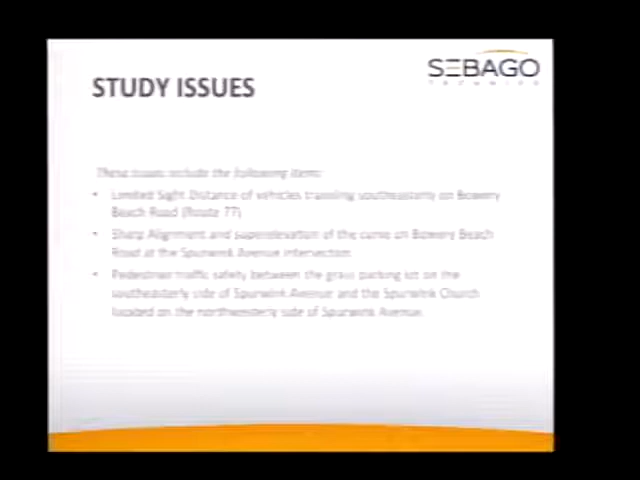 SEBAGO
TECHNICS
STUDY ISSUES
These issues include the following items:
• Limited Sight Distance of vehicles traveling southeasterly on Bowery
Beach Road (Route 77)
• Sharp Alignment and superelevation of the curve on Bowery Beach
Road at the Spurwink Avenue intersection
• Pedestrian traffic safety between the grass parking lot on the
southeasterly side of Spurwink Avenue and the Spurwink Church
located on the northwesterly side of Spurwink Avenue.